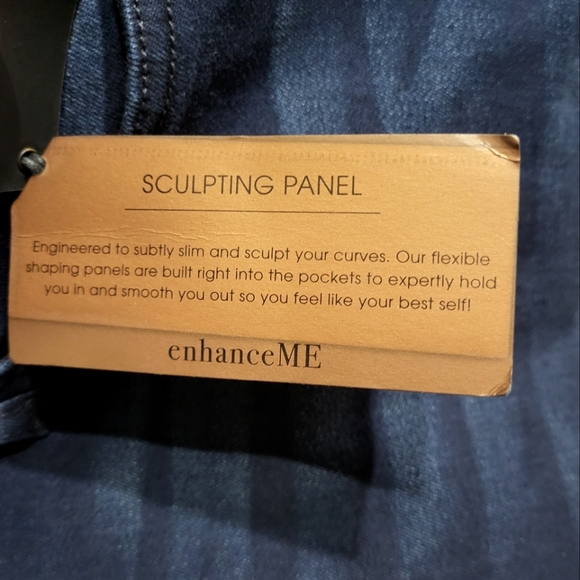 SCULPTING PANEL
Engineered to subtly slim and sculpt your curves. Our flexible
shaping panels are built right into the pockets to expertly hold
you in and smooth you out so you feel like your best self!
enhanceME